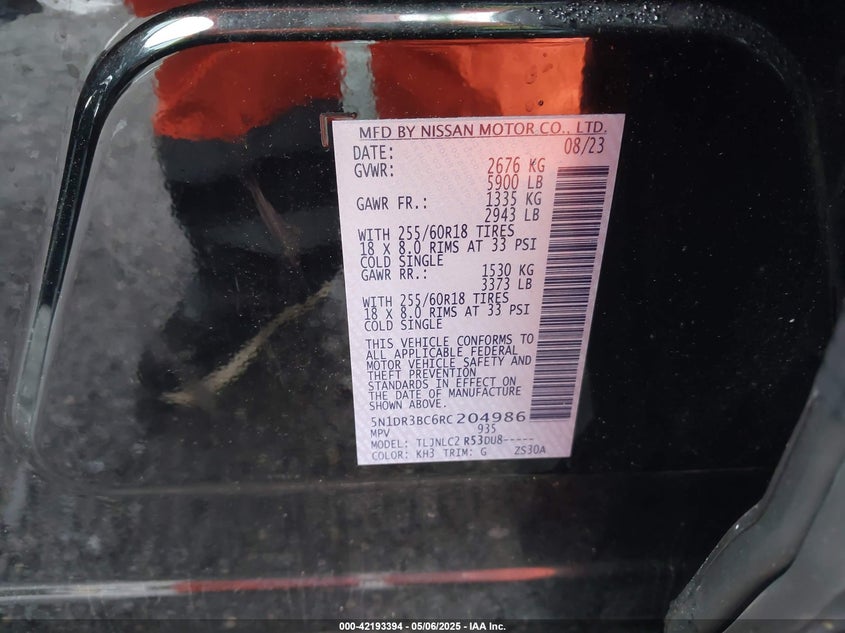 MFD BY NISSAN MOTOR CO., LTD.
DATE: 08/23
GVWR: 2676 KG
5900 LB
GAWR FR.: 1335 KG
2943 LB
WITH 255/60R18 TIRES
18 X 8.0 RIMS AT 33 PSI
COLD SINGLE
GAWR RR.: 1530 KG
3373 LB
WITH 255/60R18 TIRES
18 X 8.0 RIMS AT 33 PSI
COLD SINGLE
THIS VEHICLE CONFORMS TO
ALL APPLICABLE FEDERAL
MOTOR VEHICLE SAFETY AND
THEFT PREVENTION
STANDARDS IN EFFECT ON
THE DATE OF MANUFACTURE
SHOWN ABOVE.
5N1DR3BC6RC204986
MPV 935
MODEL: TLJNLC2 R53DU8-----
COLOR: KH3 TRIM: G ZS30A
000-42193394 - 05/06/2025 - IAA Inc.